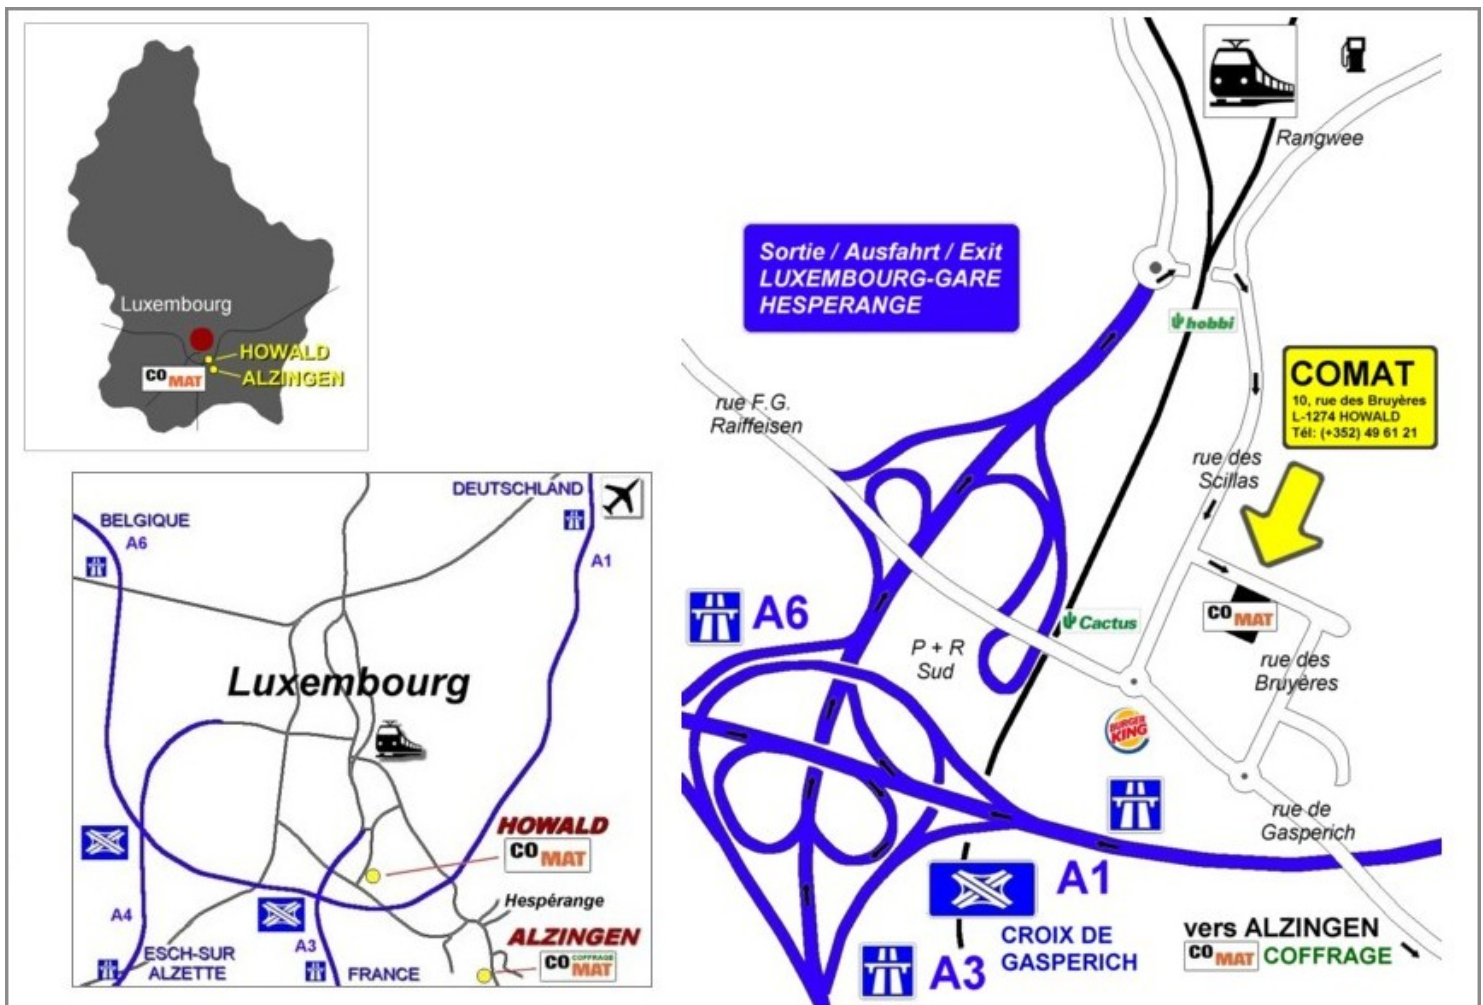 Luxembourg
HOWALD
ALZINGEN
CO MAT
DEUTSCHLAND
BELGIQUE
A6
A1
Luxembourg
HOWALD
CO MAT
Hespérange
A4
A3
ALZINGEN
CO COFFRAGE MAT
ESCH-SUR
ALZETTE
FRANCE
Rangwee
Sortie / Ausfahrt / Exit
LUXEMBOURG-GARE
HESPERANGE
hobbi
COMAT
10, rue des Bruyères
L-1274 HOWALD
Tél: (+352) 49 61 21
rue F.G.
Raiffeisen
rue des
Scillas
A6
Cactus
CO MAT
P + R
Sud
rue des
Bruyères
BURGER
KING
rue de
Gasperich
A1
CROIX DE
GASPERICH
A3
vers ALZINGEN
CO MAT COFFRAGE